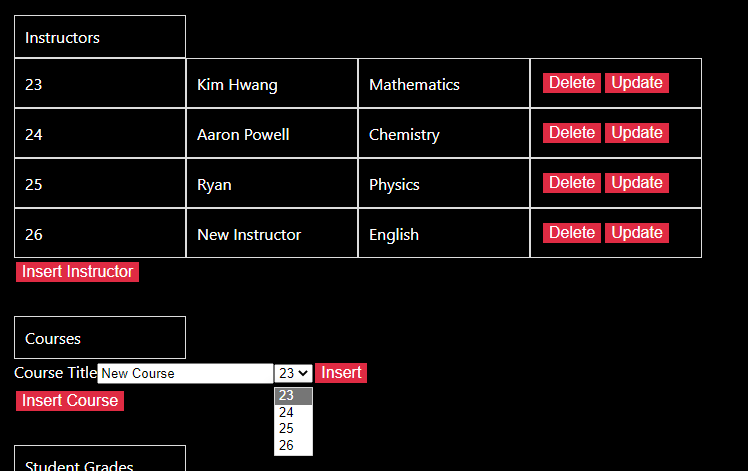 Instructors
23 Kim Hwang Mathematics Delete Update
24 Aaron Powell Chemistry Delete Update
25 Ryan Physics Delete Update
26 New Instructor English Delete Update
Insert Instructor
Courses
Course Title New Course 23 Insert
Insert Course
23
24
25
26
Student Grades